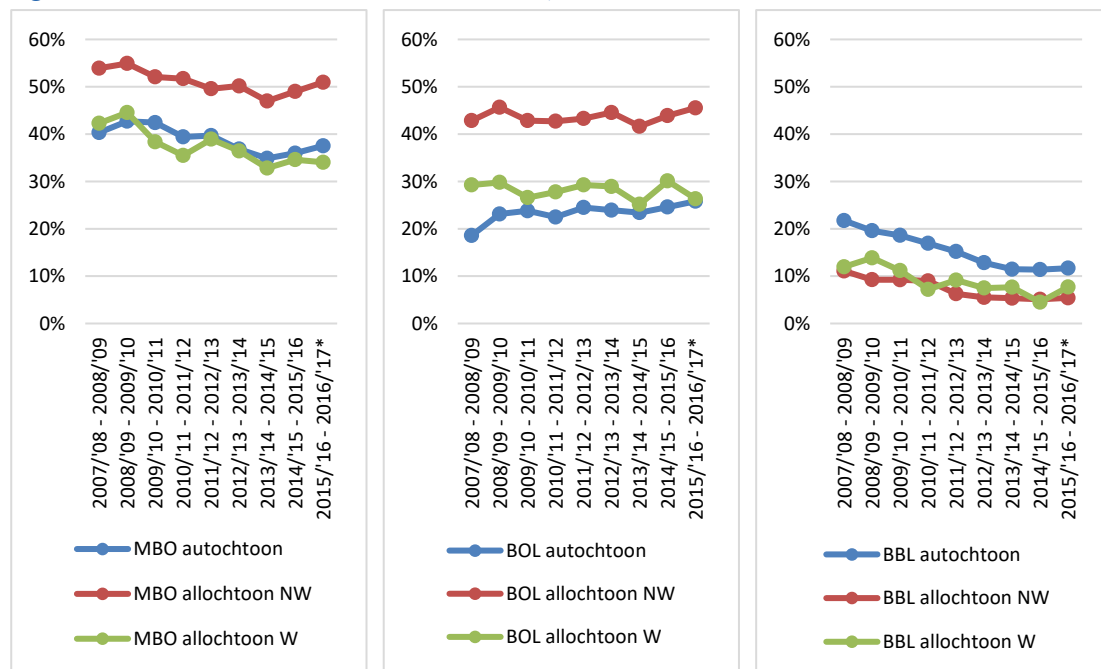 60%
50%
40%
30%
20%
10%
0%
2007/'08 - 2008/'09
2008/'09 - 2009/'10
2009/'10 - 2010/'11
2010/'11 - 2011/'12
2011/'12 - 2012/'13
2012/'13 - 2013/'14
2013/'14 - 2014/'15
2014/'15 - 2015/'16
2015/'16 - 2016/'17*
MBO autochtoon
MBO allochtoon NW
MBO allochtoon W
60%
50%
40%
30%
20%
10%
0%
2007/'08 - 2008/'09
2008/'09 - 2009/'10
2009/'10 - 2010/'11
2010/'11 - 2011/'12
2011/'12 - 2012/'13
2012/'13 - 2013/'14
2013/'14 - 2014/'15
2014/'15 - 2015/'16
2015/'16 - 2016/'17*
BOL autochtoon
BOL allochtoon NW
BOL allochtoon W
60%
50%
40%
30%
20%
10%
0%
2007/'08 - 2008/'09
2008/'09 - 2009/'10
2009/'10 - 2010/'11
2010/'11 - 2011/'12
2011/'12 - 2012/'13
2012/'13 - 2013/'14
2013/'14 - 2014/'15
2014/'15 - 2015/'16
2015/'16 - 2016/'17*
BBL autochtoon
BBL allochtoon NW
BBL allochtoon W